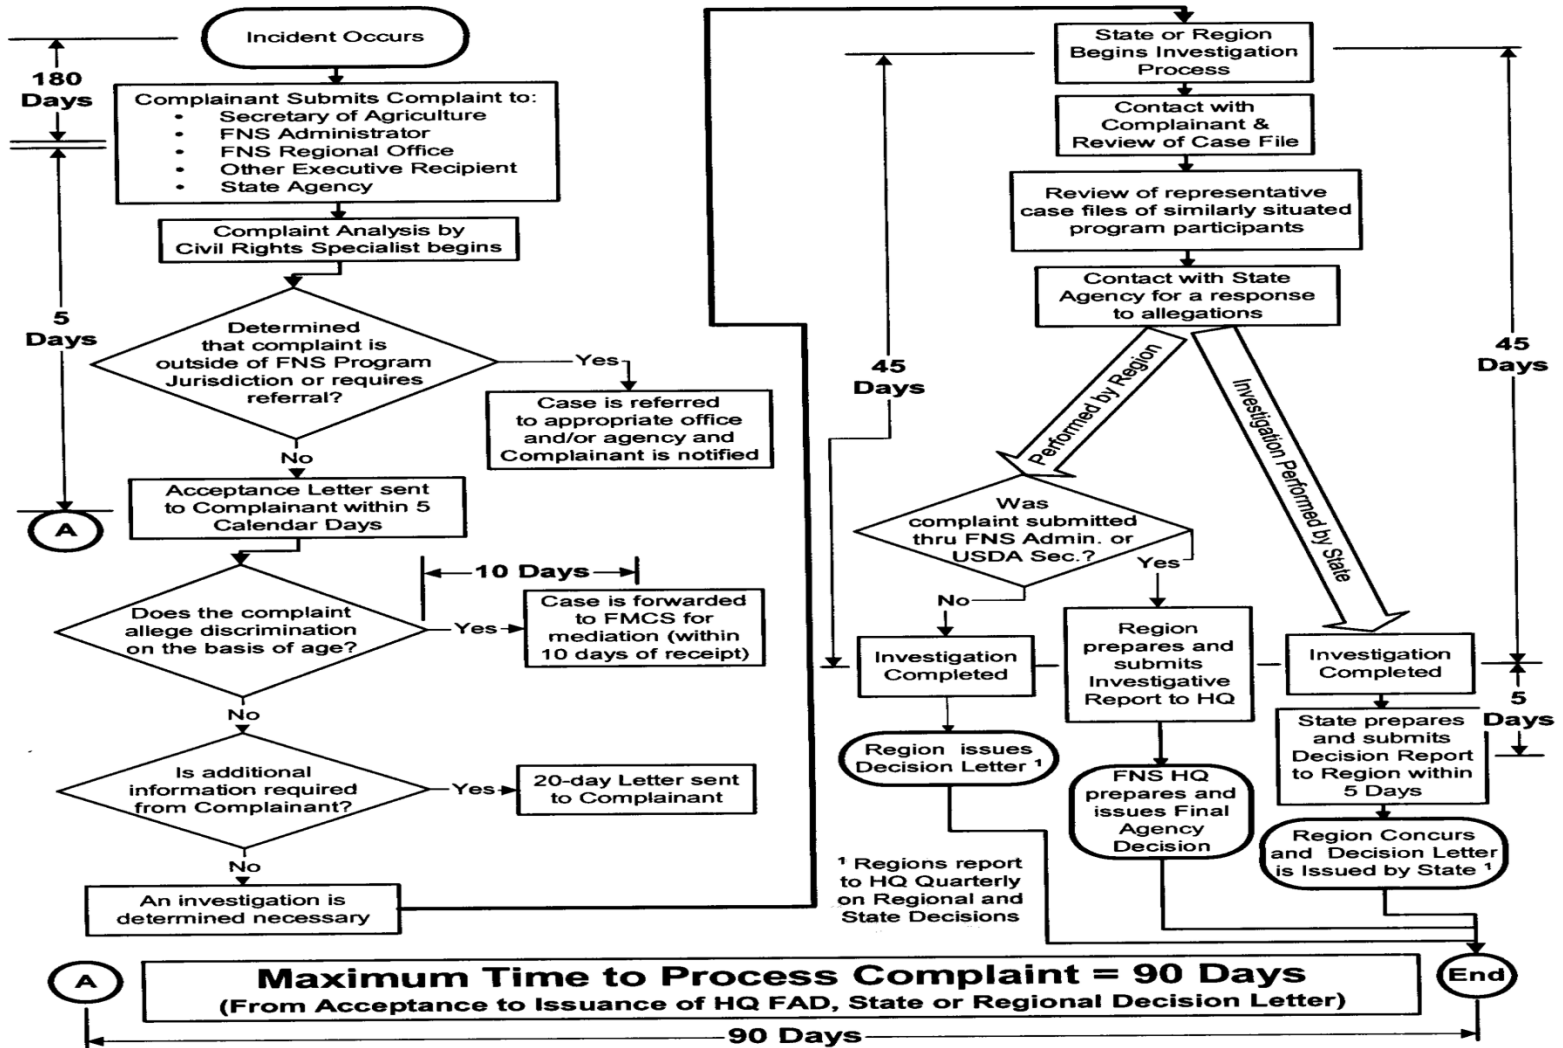 Incident Occurs
180
Days
Complainant Submits Complaint to:
• Secretary of Agriculture
• FNS Administrator
• FNS Regional Office
• Other Executive Recipient
• State Agency
Complaint Analysis by
Civil Rights Specialist begins
5
Days
Determined
that complaint is
outside of FNS Program
Jurisdiction or requires
referral?
Yes
Case is referred
to appropriate office
and/or agency and
Complainant is notified
No
Acceptance Letter sent
to Complainant within 5
Calendar Days
A
10 Days
Does the complaint
allege discrimination
on the basis of age?
Yes
Case is forwarded
to FMCS for
mediation (within
10 days of receipt)
No
Is additional
information required
from Complainant?
Yes
20-day Letter sent
to Complainant
No
An investigation is
determined necessary
State or Region
Begins Investigation
Process
Contact with
Complainant &
Review of Case File
Review of representative
case files of similarly situated
program participants
Contact with State
Agency for a response
to allegations
45
Days
45
Days
Performed by Region
Investigation Performed by State
Was
complaint submitted
thru FNS Admin. or
USDA Sec.?
Yes
No
Investigation
Completed
Region
prepares and
submits
Investigative
Report to HQ
Investigation
Completed
5
Days
Region issues
Decision Letter ¹
FNS HQ
prepares and
issues Final
Agency
Decision
State prepares
and submits
Decision Report
to Region within
5 Days
Region Concurs
and Decision Letter
is Issued by State ¹
¹ Regions report
to HQ Quarterly
on Regional and
State Decisions
A
Maximum Time to Process Complaint = 90 Days
(From Acceptance to Issuance of HQ FAD, State or Regional Decision Letter)
End
90 Days